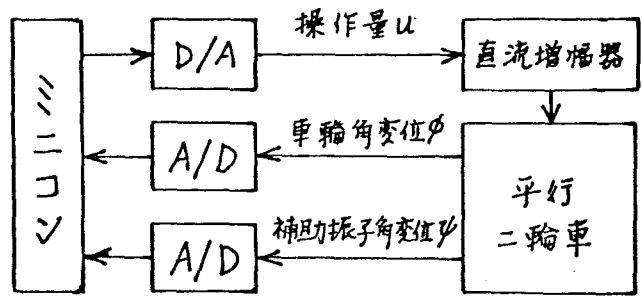 操作量u
D/A
直流増幅器
ミニコン
車輪角変位φ
A/D
平行
二輪車
補助振子角変位ψ
A/D